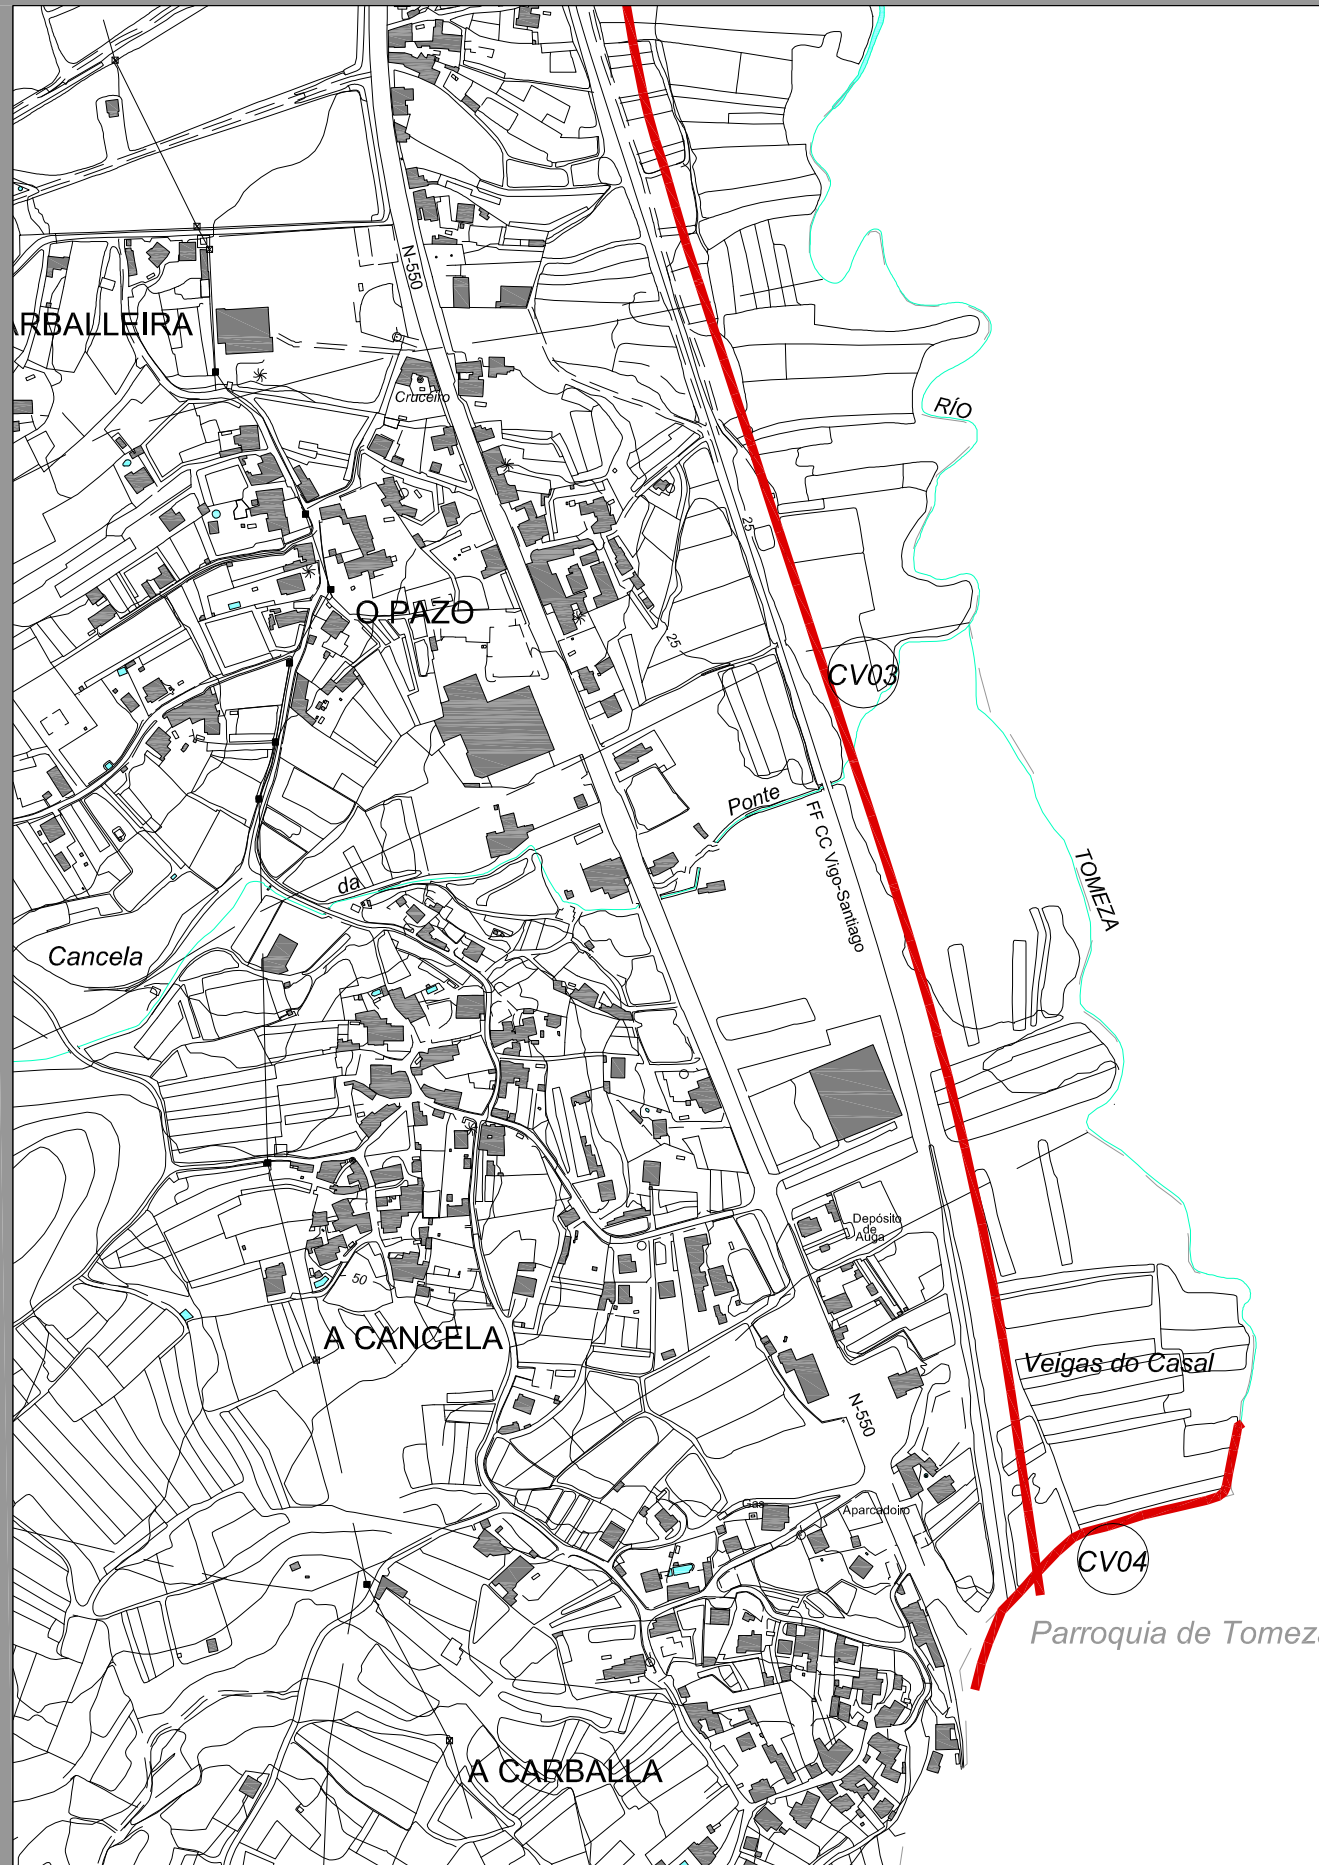 N-550
ARBALLEIRA
Cruceiro
RÍO
25
O PAZO
25
CV03
Ponte
FF CC Vigo-Santiago
TOMEZA
da
Cancela
Depósito
de
Auga
50
A CANCELA
Veigas do Casal
N-550
Gas
Aparcadoiro
CV04
Parroquia de Tomeza
A CARBALLA